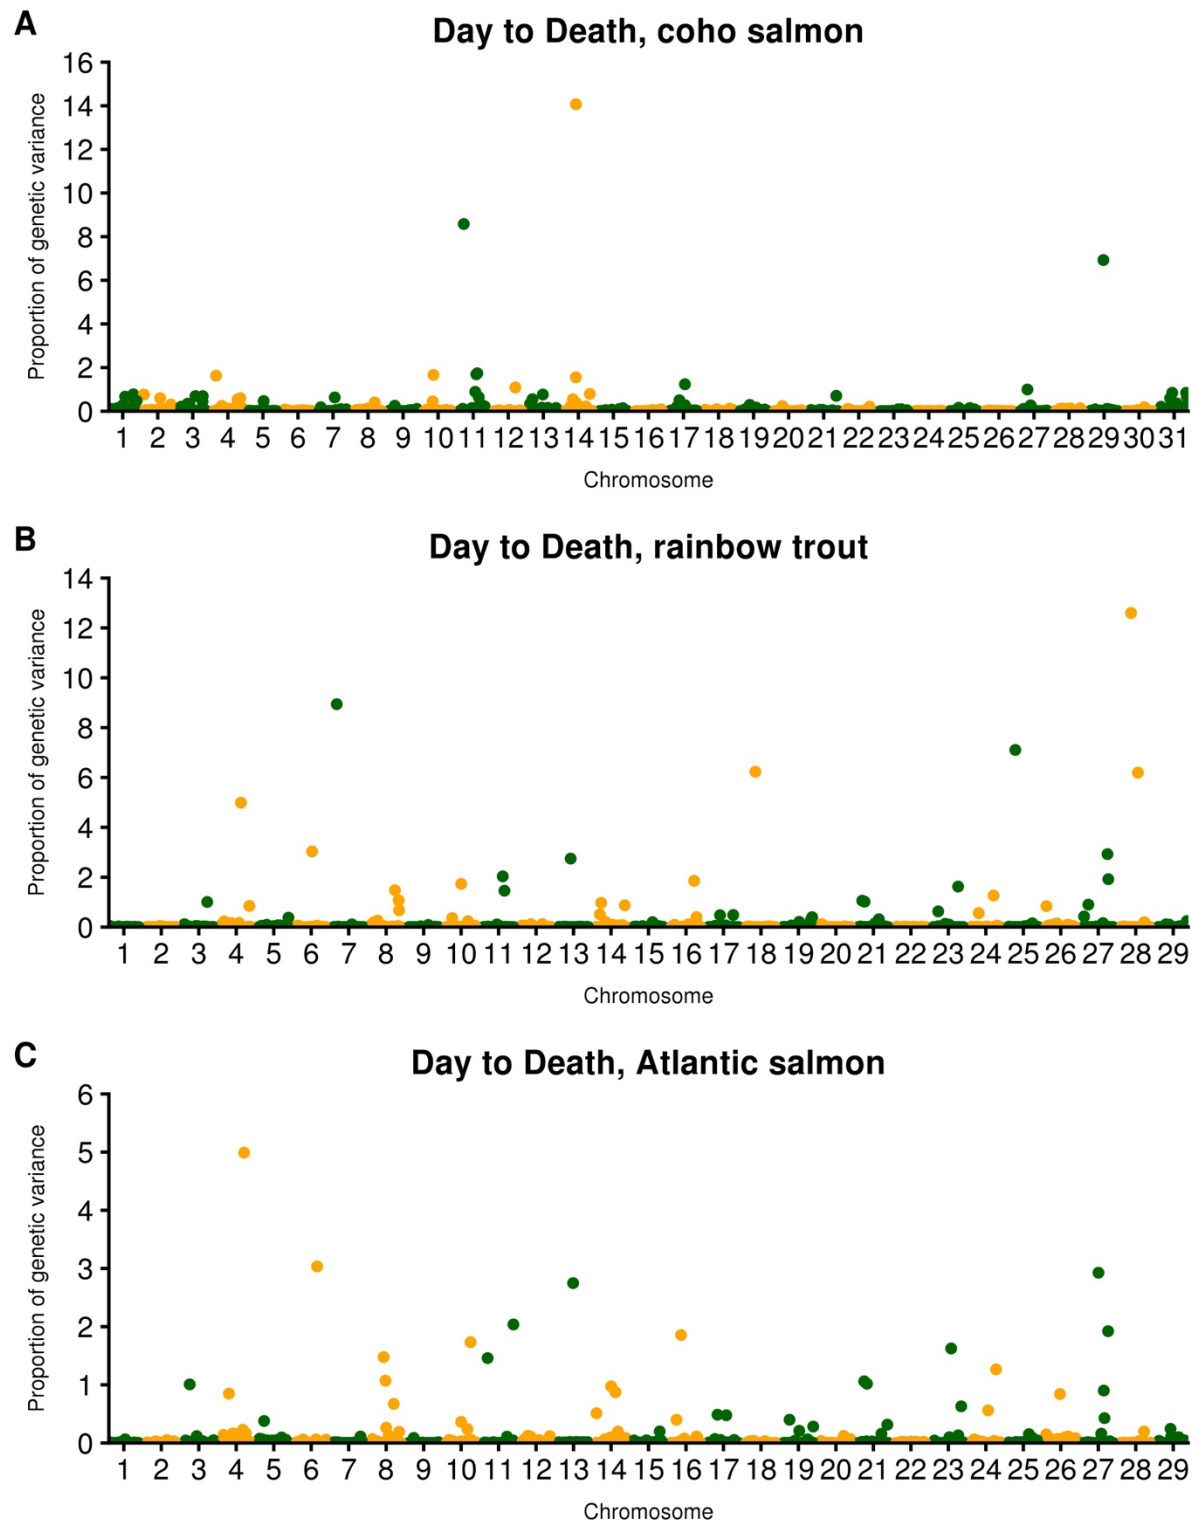 A
Day to Death, coho salmon
Proportion of genetic variance
16
14
12
10
8
6
4
2
0
1 2 3 4 5 6 7 8 9 10 11 12 13 14 15 16 17 18 19 20 21 22 23 24 25 26 27 28 29 30 31
Chromosome
B
Day to Death, rainbow trout
Proportion of genetic variance
14
12
10
8
6
4
2
0
1 2 3 4 5 6 7 8 9 10 11 12 13 14 15 16 17 18 19 20 21 22 23 24 25 26 27 28 29
Chromosome
C
Day to Death, Atlantic salmon
Proportion of genetic variance
6
5
4
3
2
1
0
1 2 3 4 5 6 7 8 9 10 11 12 13 14 15 16 17 18 19 20 21 22 23 24 25 26 27 28 29
Chromosome